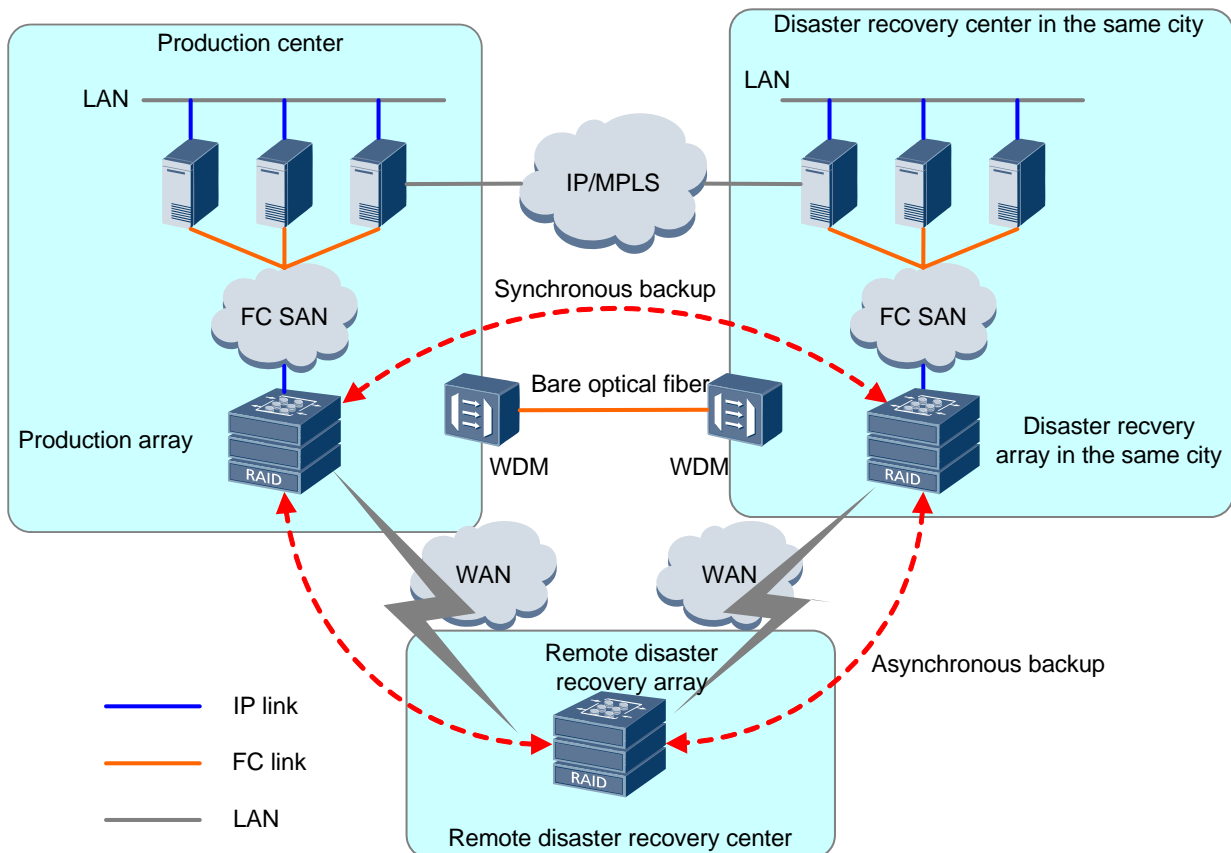 Production center
Disaster recovery center in the same city
LAN
LAN
IP/MPLS
Synchronous backup
FC SAN
FC SAN
Bare optical fiber
Production array
RAID
WDM
WDM
Disaster recvery
array in the same city
RAID
WAN
WAN
Remote disaster
recovery array
Asynchronous backup
IP link
FC link
RAID
LAN
Remote disaster recovery center